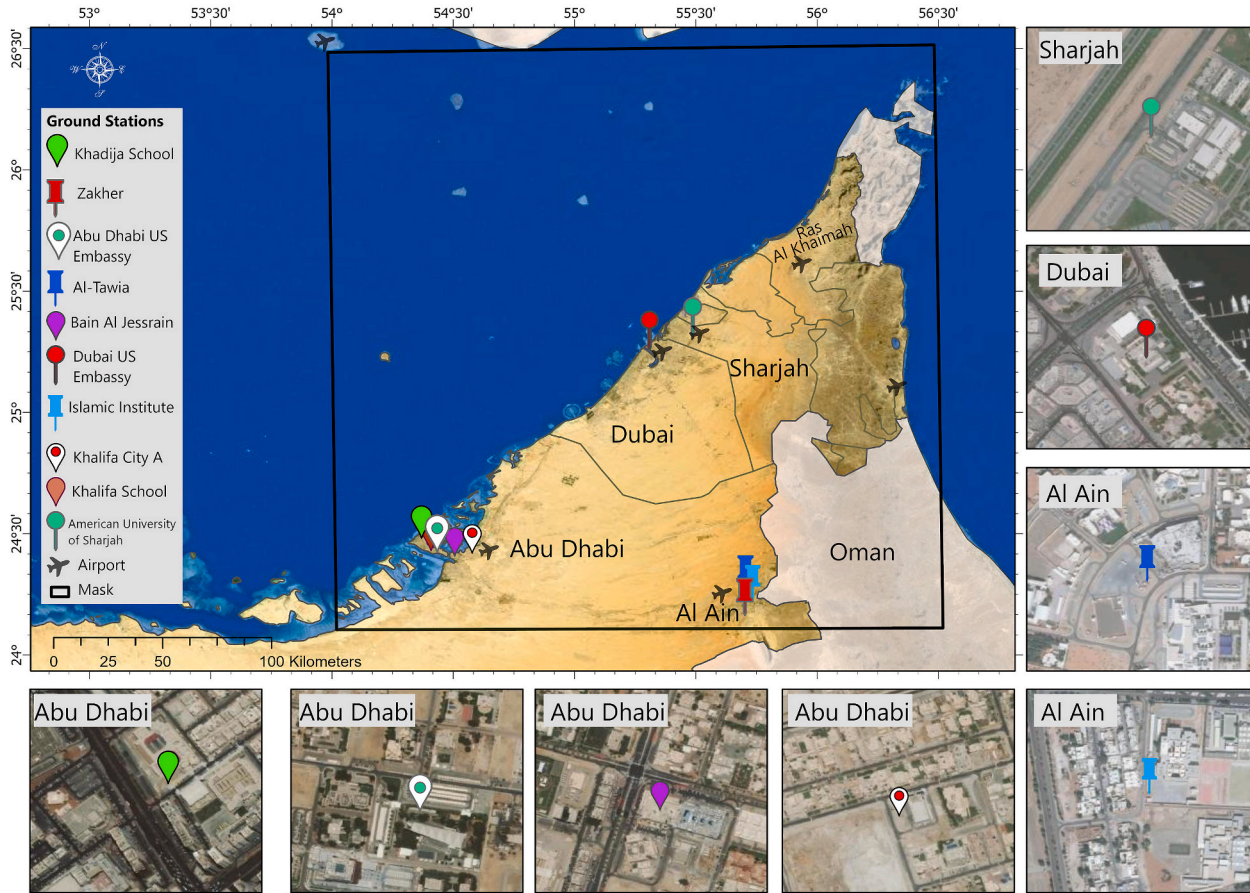 53°
53°30'
54°
54°30'
55°
55°30'
56°
56°30'
26°30'
26°
25°30'
25°
24°30'
24°
N
W
E
S
Ground Stations
Khadija School
Zakher
Abu Dhabi US
Embassy
Al-Tawia
Bain Al Jessrain
Dubai US
Embassy
Islamic Institute
Khalifa City A
Khalifa School
American University
of Sharjah
Airport
Mask
Ras
Al Khaimah
Sharjah
Dubai
Abu Dhabi
Oman
Al Ain
0
25
50
100 Kilometers
Sharjah
Dubai
Al Ain
Abu Dhabi
Abu Dhabi
Abu Dhabi
Abu Dhabi
Al Ain